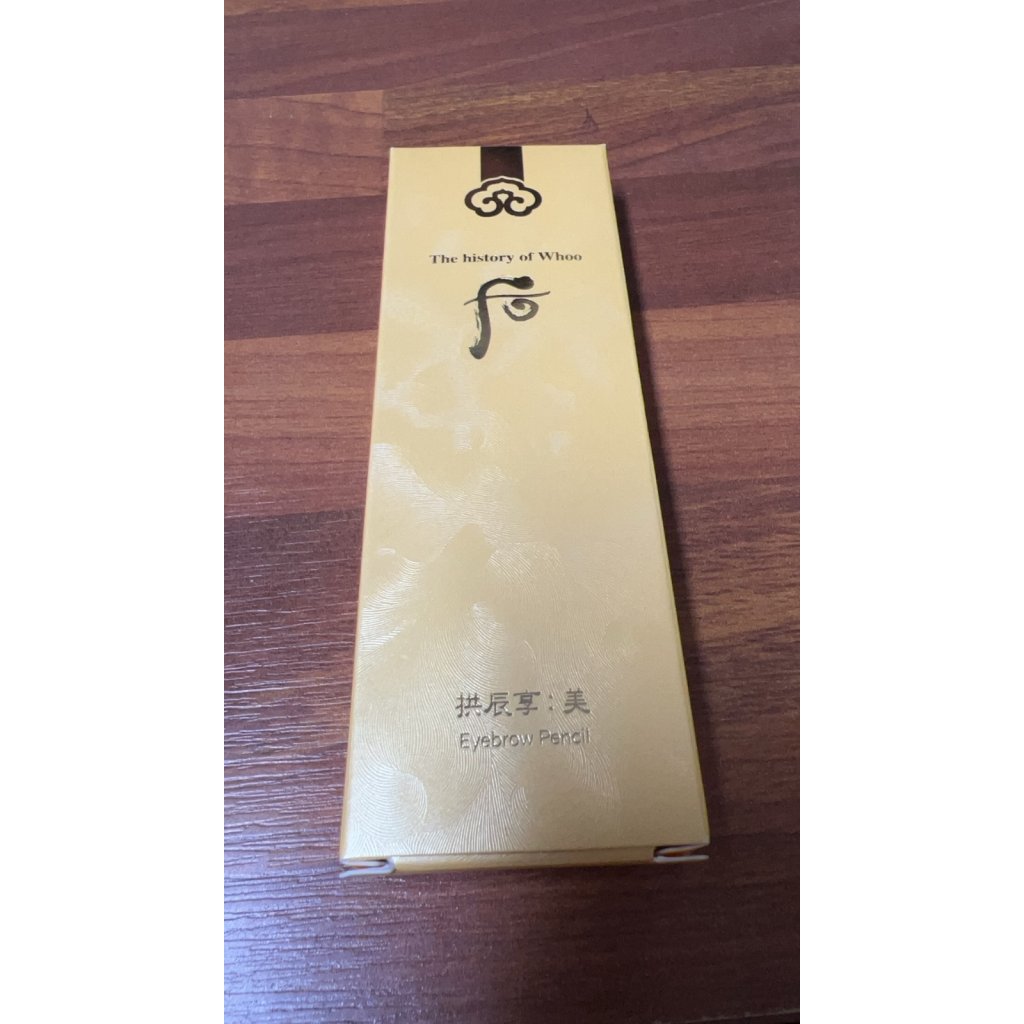 The history of Whoo
后
拱辰享:美
Eyebrow Pencil